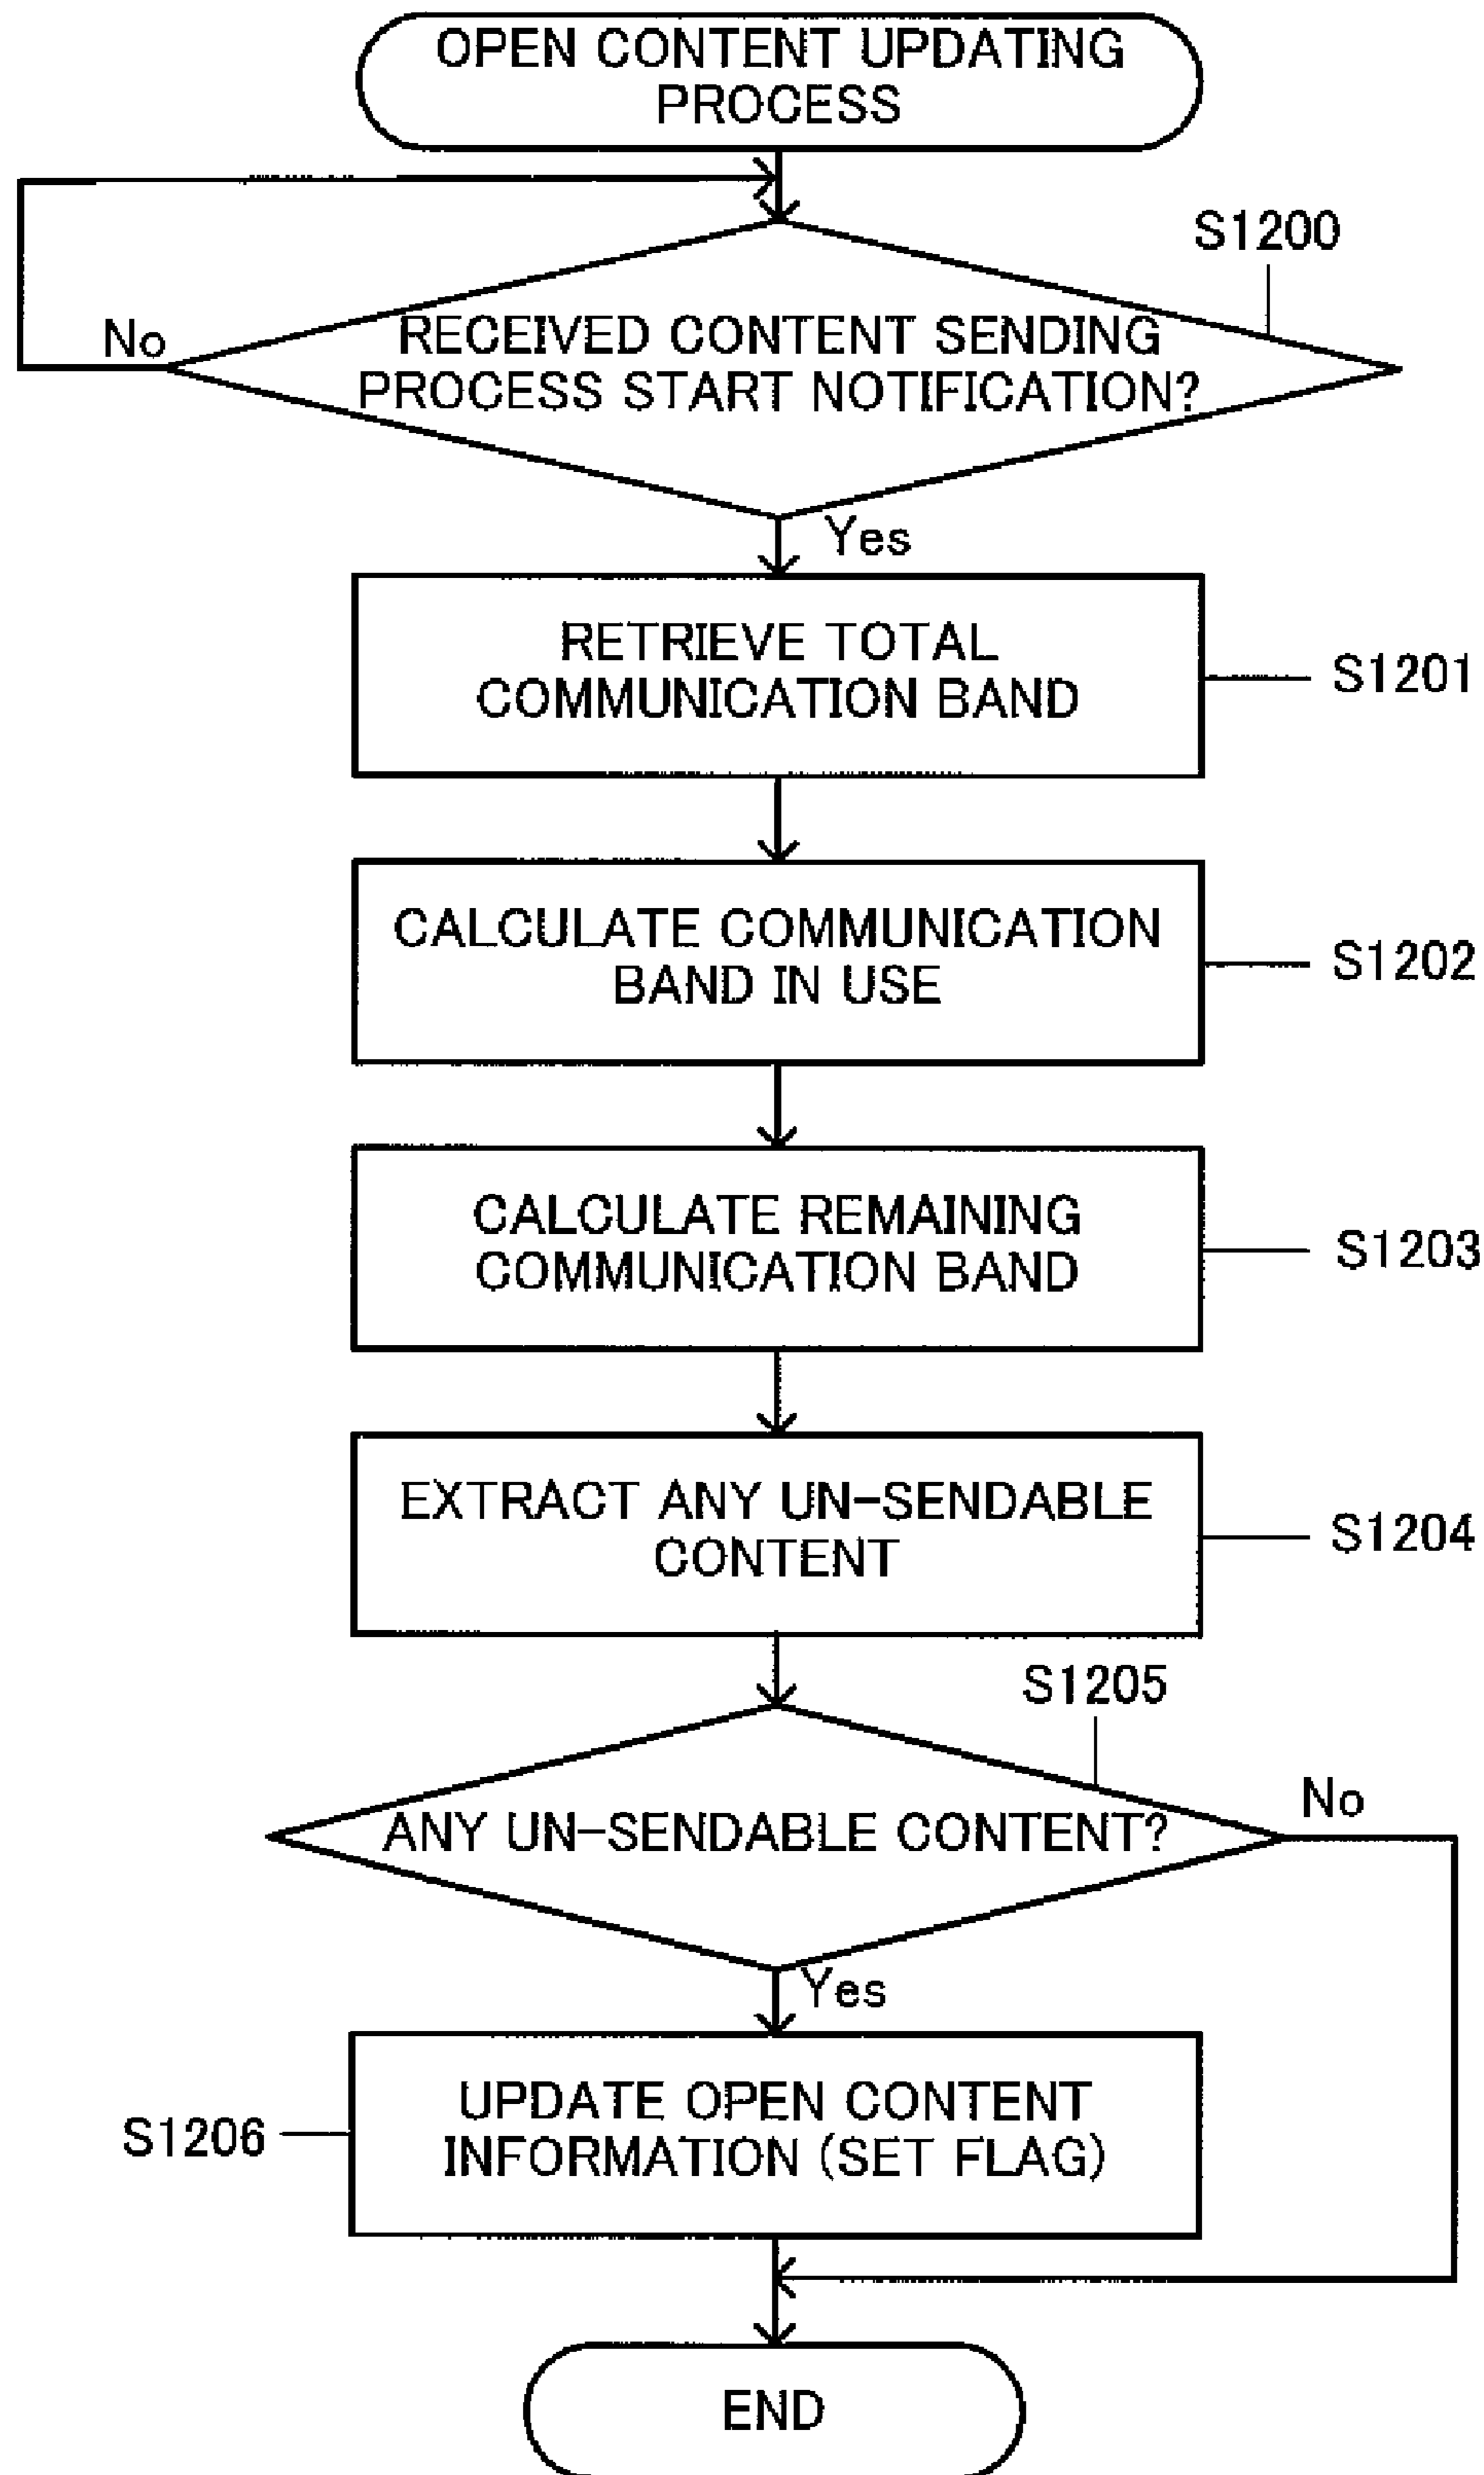 OPEN CONTENT UPDATING
PROCESS
S1200
No
RECEIVED CONTENT SENDING
PROCESS START NOTIFICATION?
Yes
RETRIEVE TOTAL
COMMUNICATION BAND
S1201
CALCULATE COMMUNICATION
BAND IN USE
S1202
CALCULATE REMAINING
COMMUNICATION BAND
S1203
EXTRACT ANY UN-SENDABLE
CONTENT
S1204
S1205
ANY UN-SENDABLE CONTENT?
No
Yes
UPDATE OPEN CONTENT
INFORMATION (SET FLAG)
S1206
END